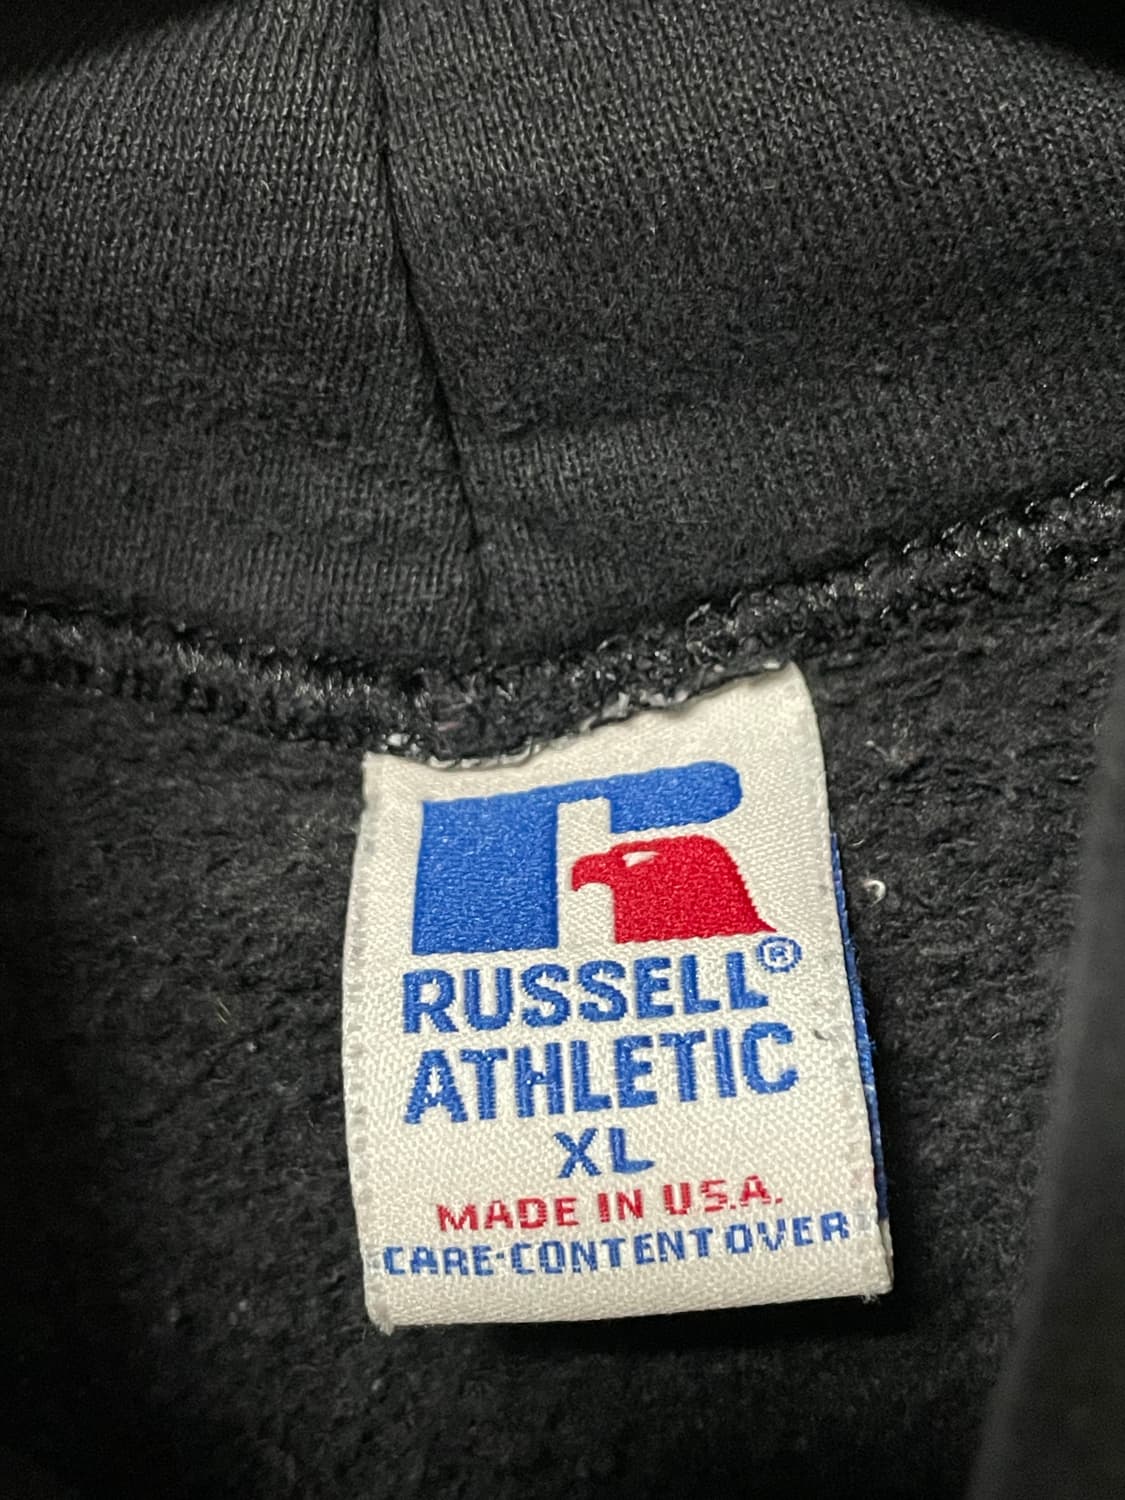 RUSSELL®
ATHLETIC
XL
MADE IN U.S.A.
CARE·CONTENT OVER